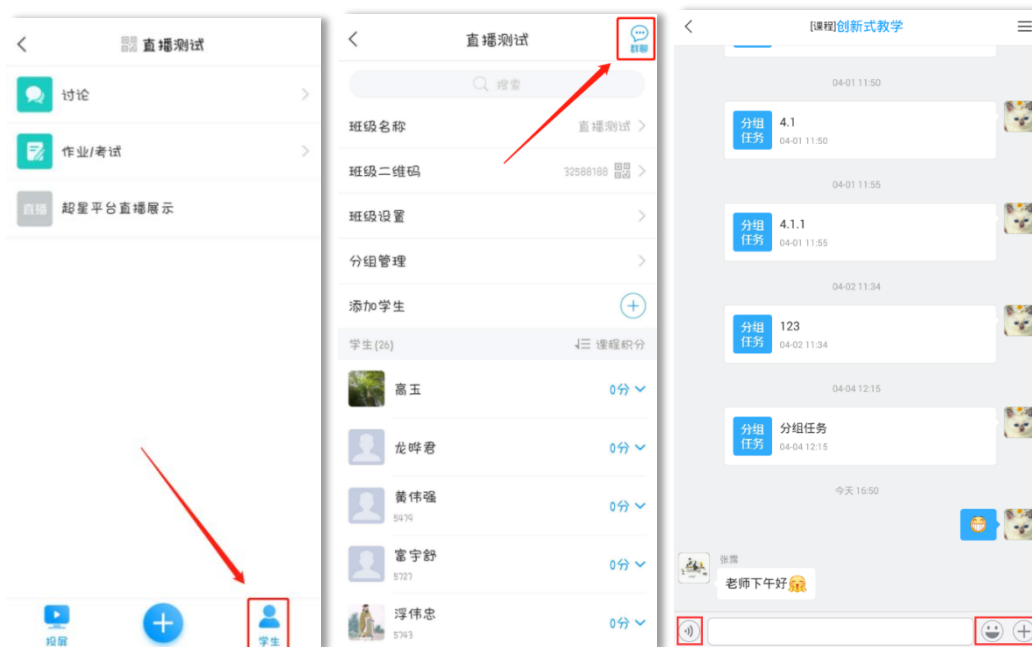 直播测试
讨论
作业/考试
直播 超星平台直播展示
投屏
学生
直播测试
群聊
搜索
班级名称 直播测试
班级二维码 32588188
班级设置
分组管理
添加学生
学生(26) 课程积分
高玉 0分
龙晔君 0分
黄伟强 0分
5479
富宇舒 0分
5727
浮伟忠 0分
5743
[课程]创新式教学
04-01 11:50
分组任务
4.1
04-01 11:50
04-01 11:55
分组任务
4.1.1
04-01 11:55
04-02 11:34
分组任务
123
04-02 11:34
04-04 12:15
分组任务
分组任务
04-04 12:15
今天 16:50
张霞
老师下午好